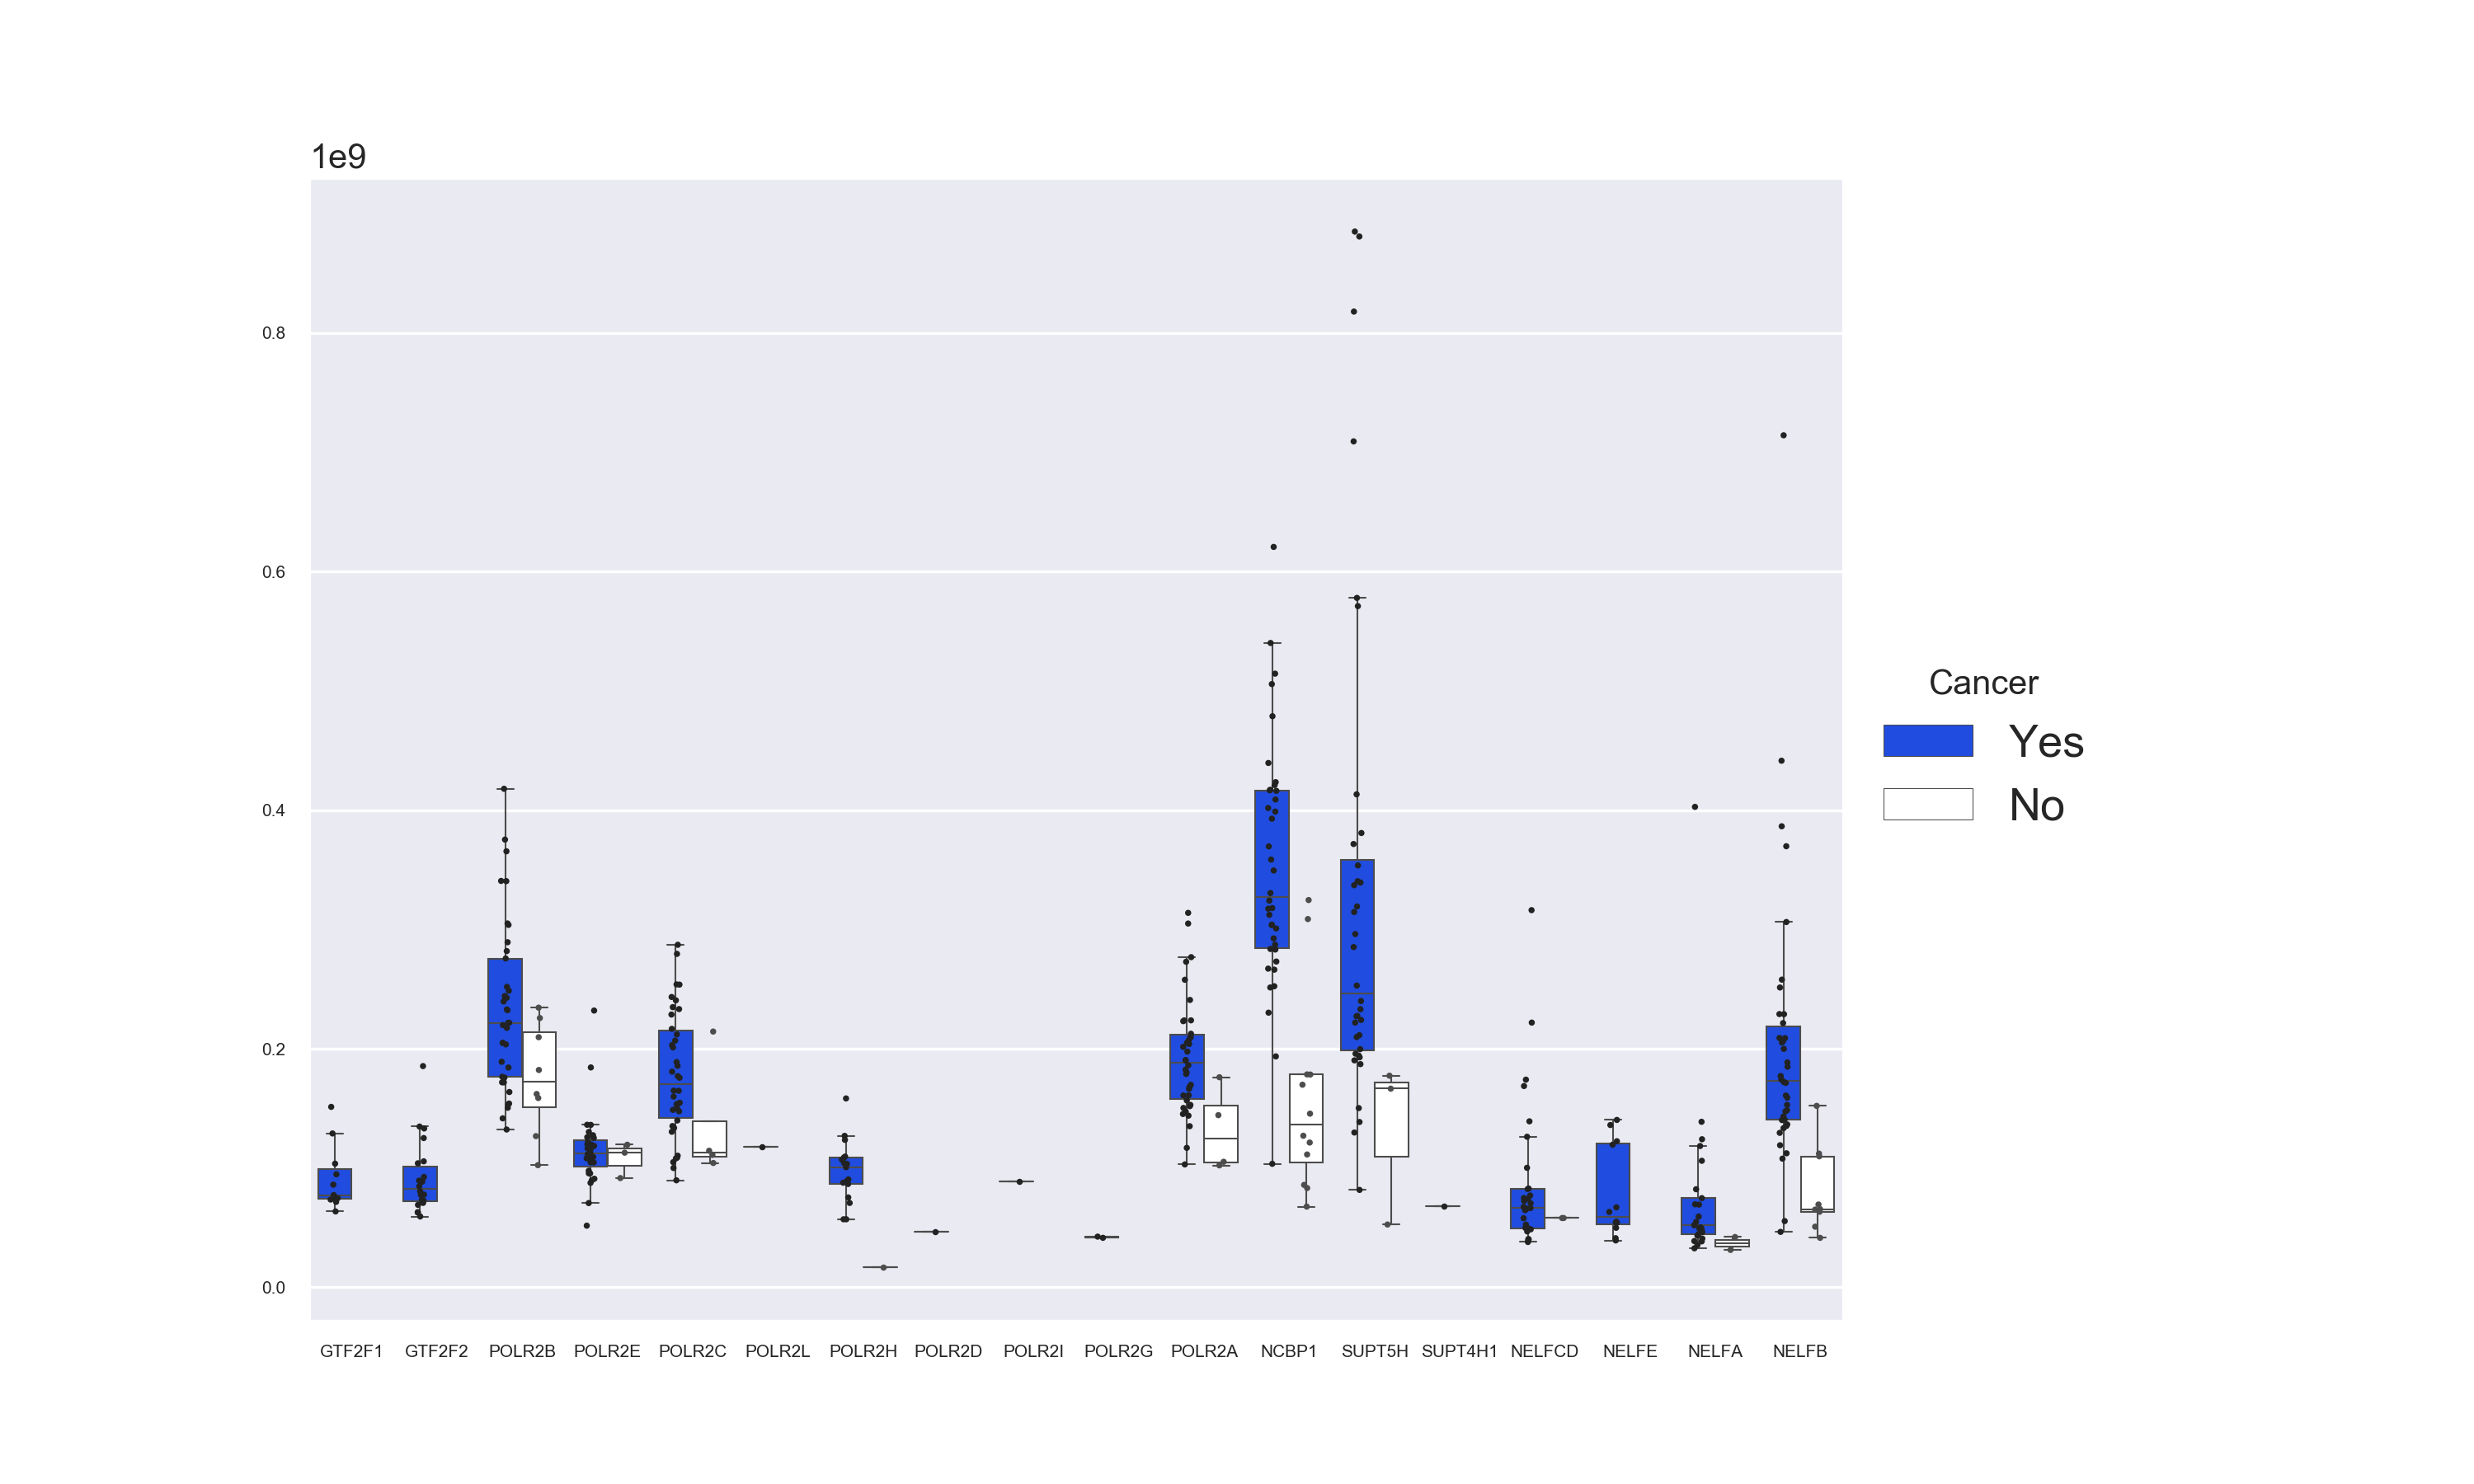 1e9
0.8
0.6
0.4
0.2
0.0
GTF2F1 GTF2F2 POLR2B POLR2E POLR2C POLR2L POLR2H POLR2D POLR2I POLR2G POLR2A NCBP1 SUPT5H SUPT4H1 NELFCD NELFE NELFA NELFB
Cancer
Yes
No